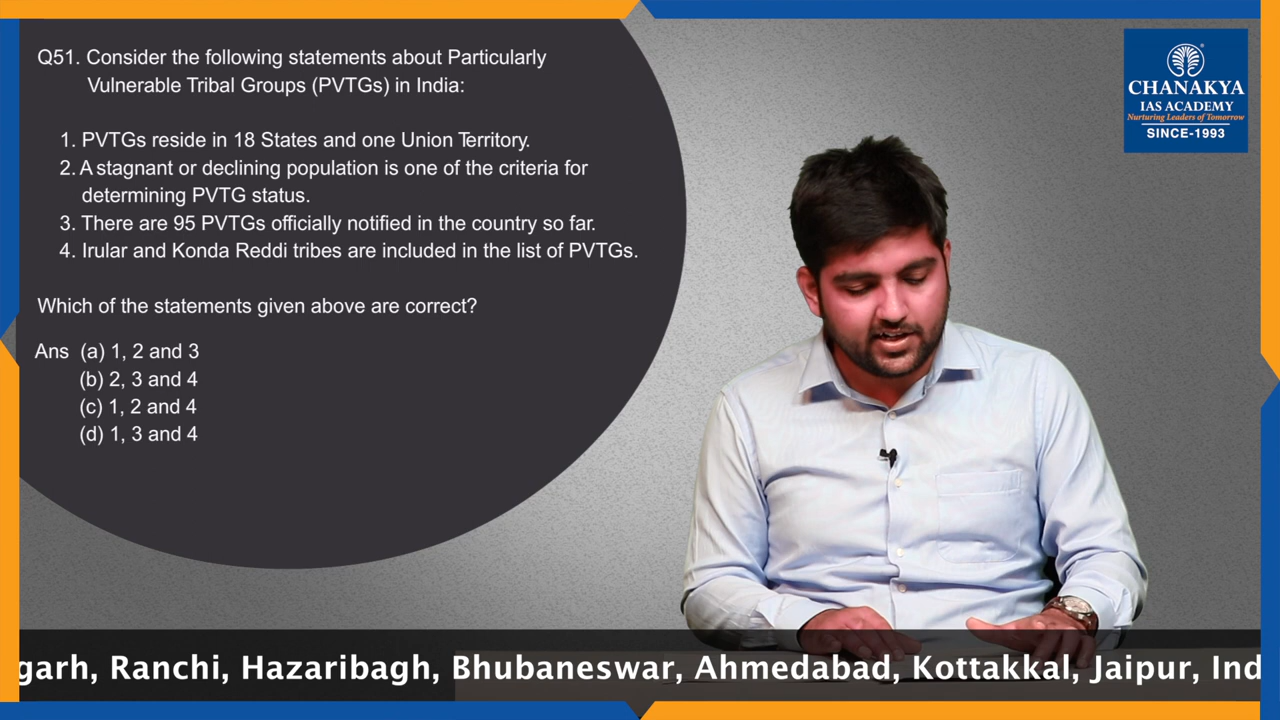 Q51. Consider the following statements about Particularly
Vulnerable Tribal Groups (PVTGs) in India:
1. PVTGs reside in 18 States and one Union Territory.
2. A stagnant or declining population is one of the criteria for
determining PVTG status.
3. There are 95 PVTGs officially notified in the country so far.
4. Irular and Konda Reddi tribes are included in the list of PVTGs.
Which of the statements given above are correct?
Ans (a) 1, 2 and 3
(b) 2, 3 and 4
(c) 1, 2 and 4
(d) 1, 3 and 4
CHANAKYA
IAS ACADEMY
Nurturing Leaders of Tomorrow
SINCE-1993
garh, Ranchi, Hazaribagh, Bhubaneswar, Ahmedabad, Kottakkal, Jaipur, Ind